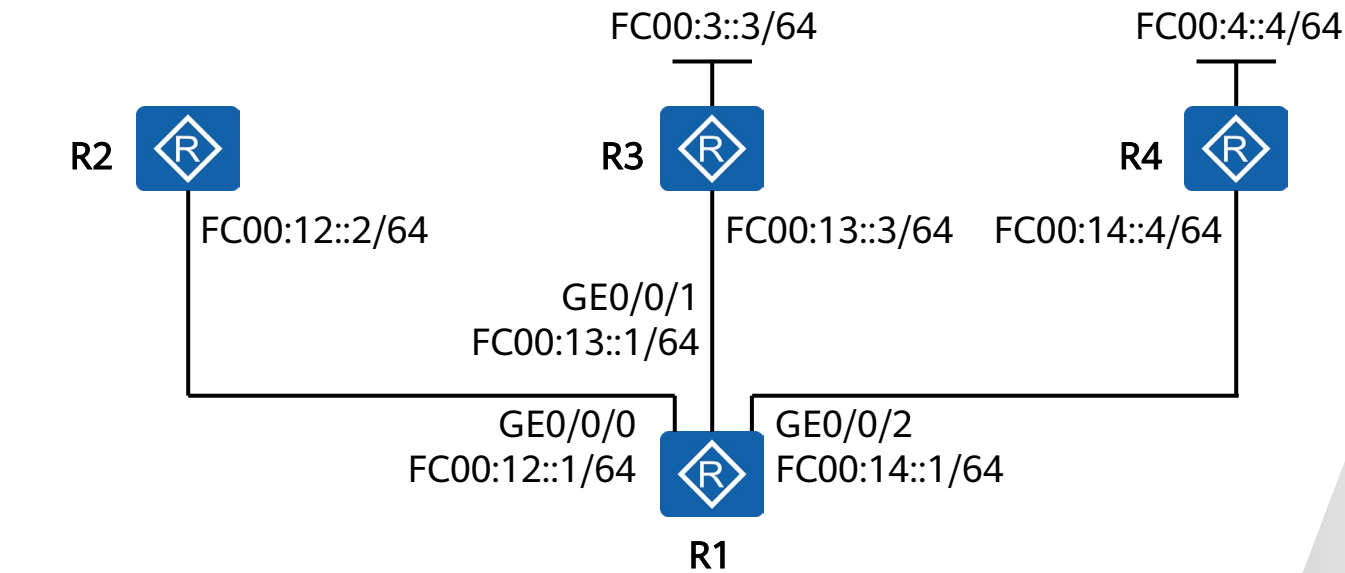 FC00:3::3/64
FC00:4::4/64
R2
R
R3
R
R4
R
FC00:12::2/64
FC00:13::3/64
FC00:14::4/64
GE0/0/1
FC00:13::1/64
GE0/0/0
FC00:12::1/64
R
GE0/0/2
FC00:14::1/64
R1